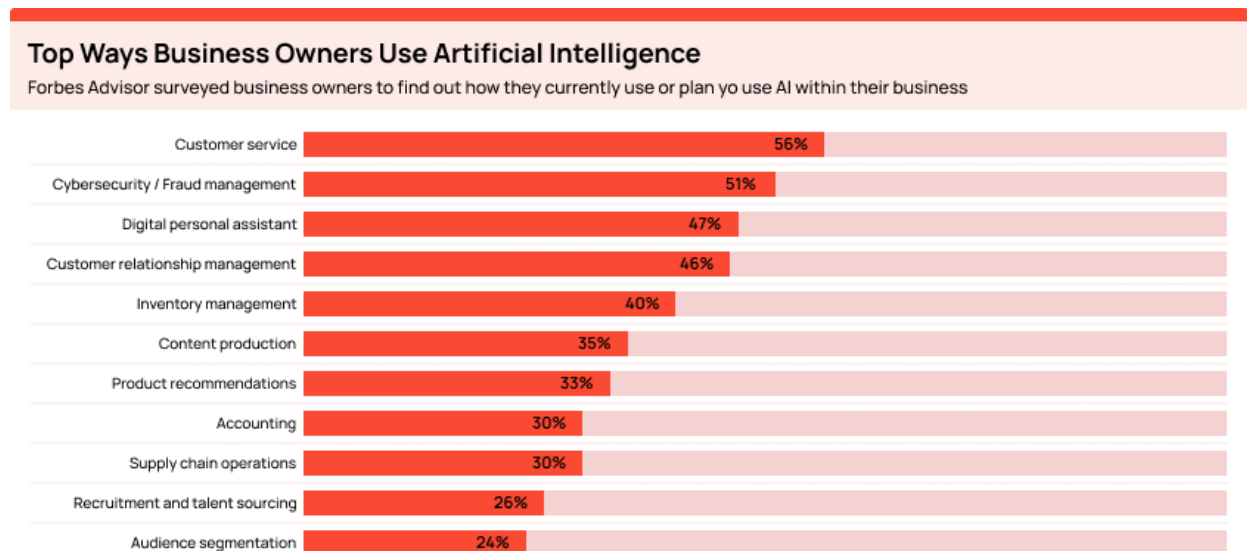 Top Ways Business Owners Use Artificial Intelligence
Forbes Advisor surveyed business owners to find out how they currently use or plan yo use AI within their business
Customer service 56%
Cybersecurity / Fraud management 51%
Digital personal assistant 47%
Customer relationship management 46%
Inventory management 40%
Content production 35%
Product recommendations 33%
Accounting 30%
Supply chain operations 30%
Recruitment and talent sourcing 26%
Audience segmentation 24%